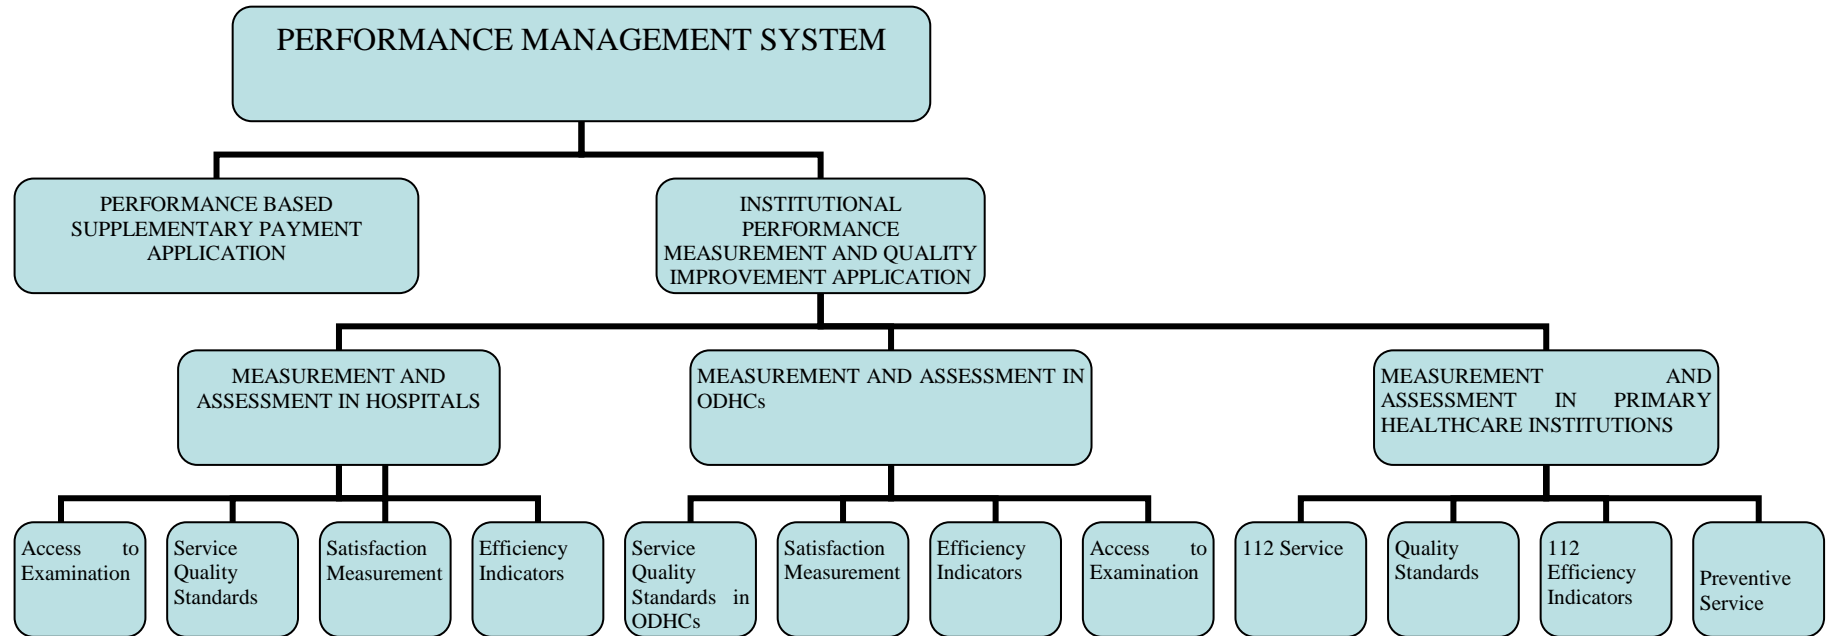 PERFORMANCE MANAGEMENT SYSTEM
PERFORMANCE BASED
SUPPLEMENTARY PAYMENT
APPLICATION
INSTITUTIONAL
PERFORMANCE
MEASUREMENT AND QUALITY
IMPROVEMENT APPLICATION
MEASUREMENT AND
ASSESSMENT IN HOSPITALS
MEASUREMENT AND ASSESSMENT IN
ODHCs
MEASUREMENT AND
ASSESSMENT IN PRIMARY
HEALTHCARE INSTITUTIONS
Access to
Examination
Service
Quality
Standards
Satisfaction
Measurement
Efficiency
Indicators
Service
Quality
Standards in
ODHCs
Satisfaction
Measurement
Efficiency
Indicators
Access to
Examination
112 Service
Quality
Standards
112
Efficiency
Indicators
Preventive
Service